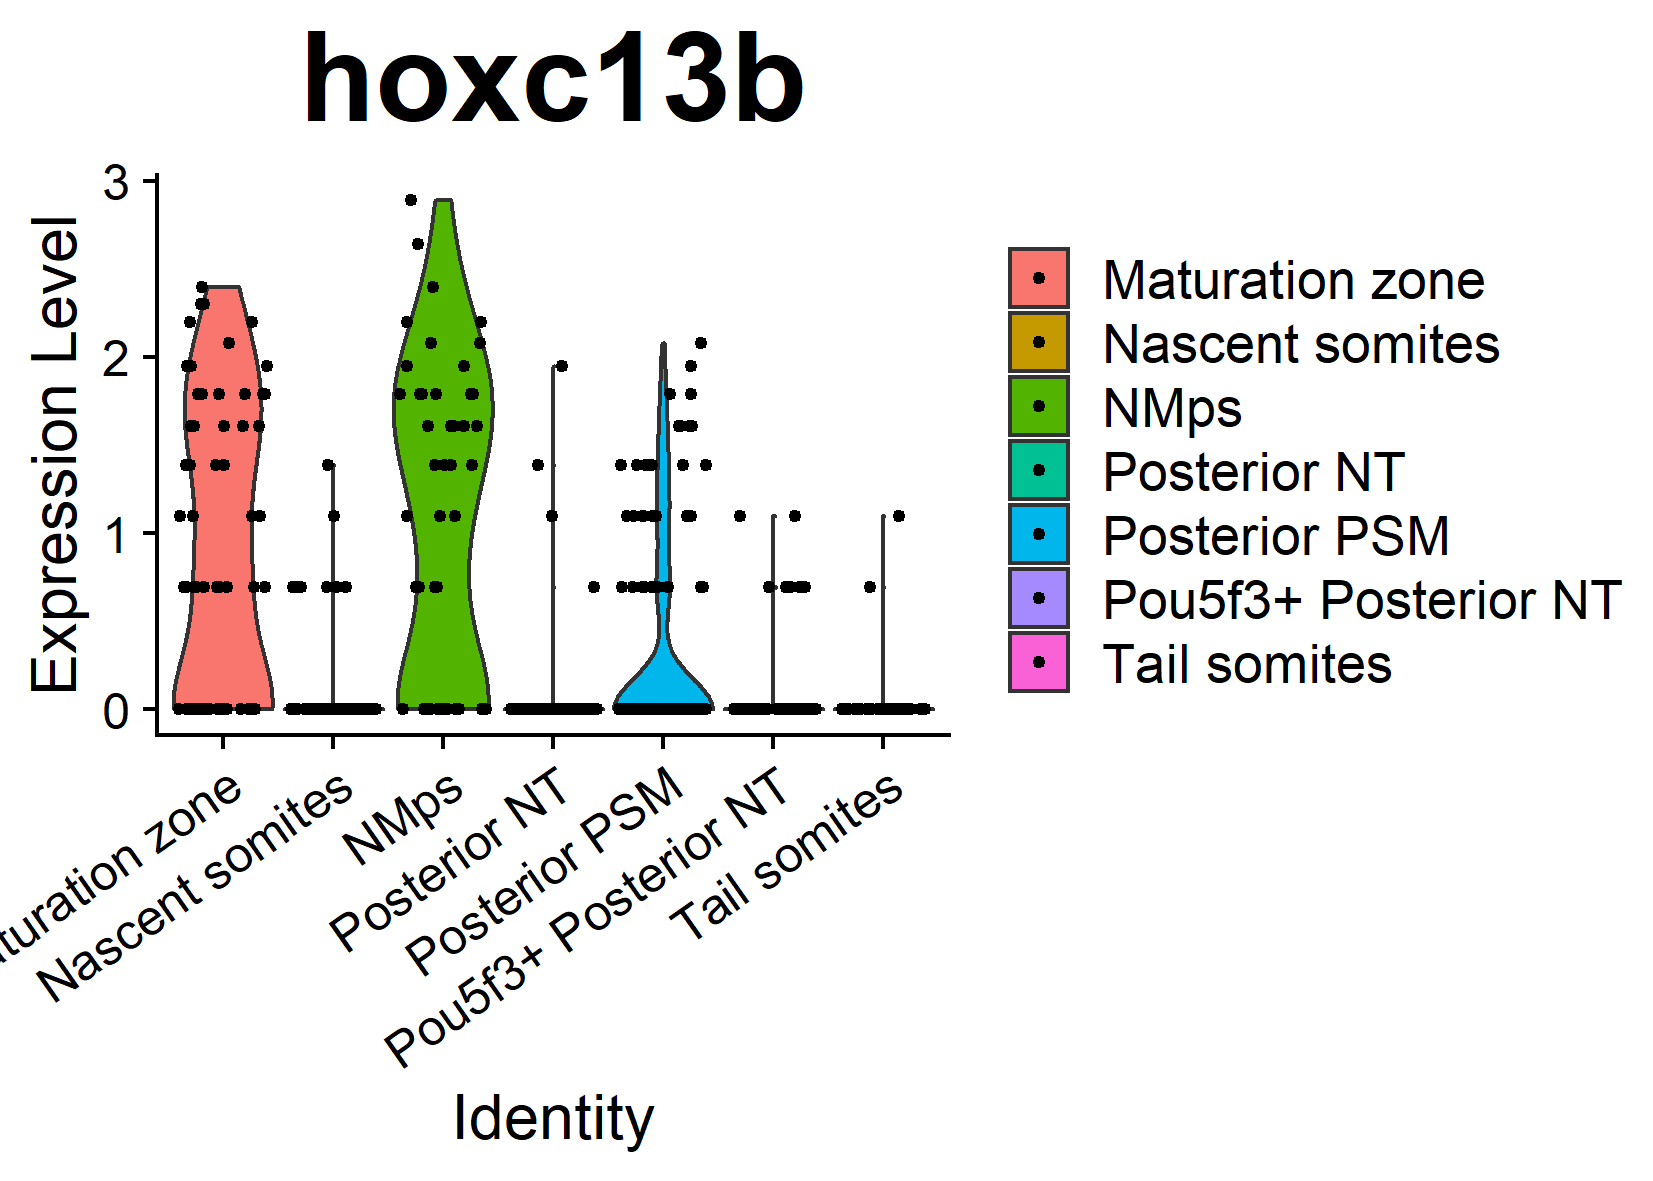 hoxc13b
Expression Level
3
2
1
0
zone
Nascent somites
NMps
Posterior NT
Posterior PSM
Pou5f3+ Posterior NT
Tail somites
Identity
Maturation zone
Nascent somites
NMps
Posterior NT
Posterior PSM
Pou5f3+ Posterior NT
Tail somites